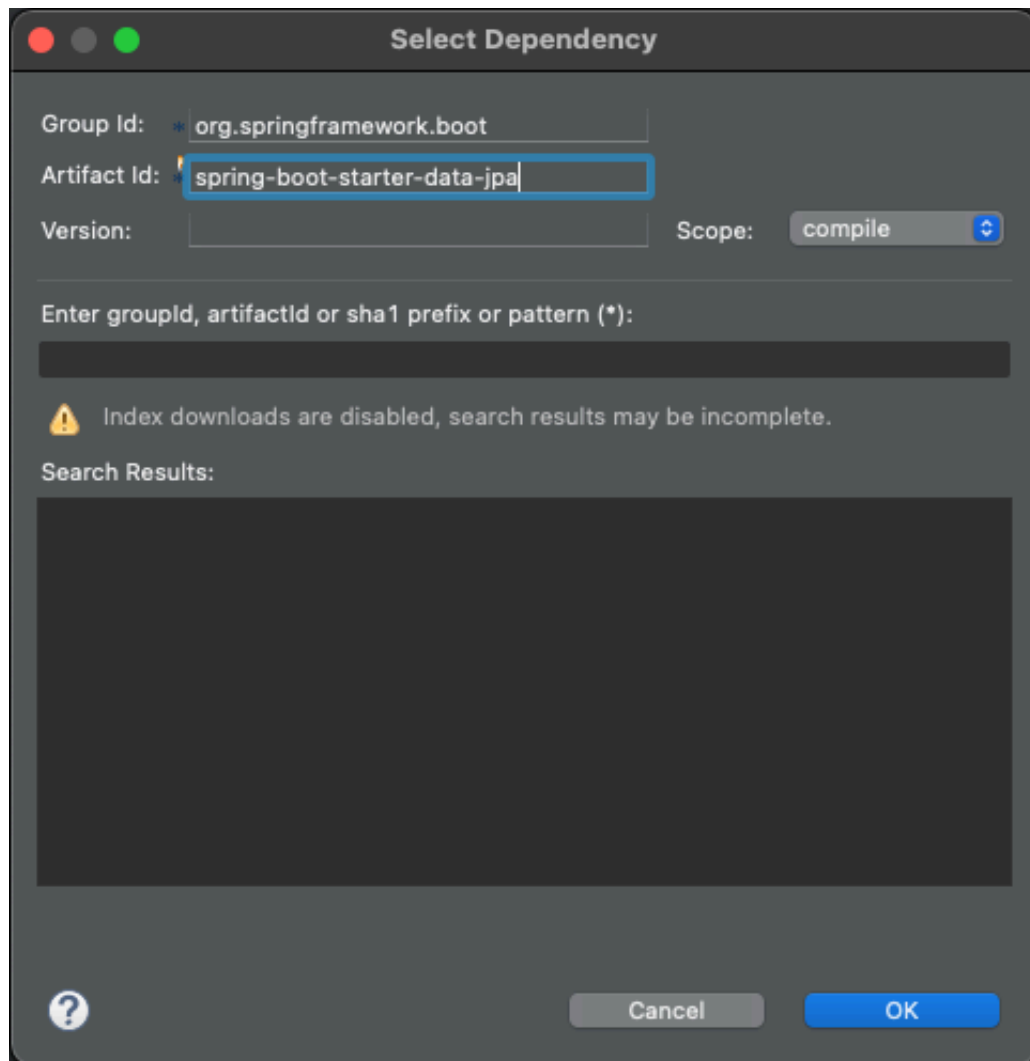 Select Dependency
Group Id: * org.springframework.boot
Artifact Id: * spring-boot-starter-data-jpa
Version: Scope: compile
Enter groupId, artifactId or sha1 prefix or pattern (*):
Index downloads are disabled, search results may be incomplete.
Search Results:
? Cancel OK